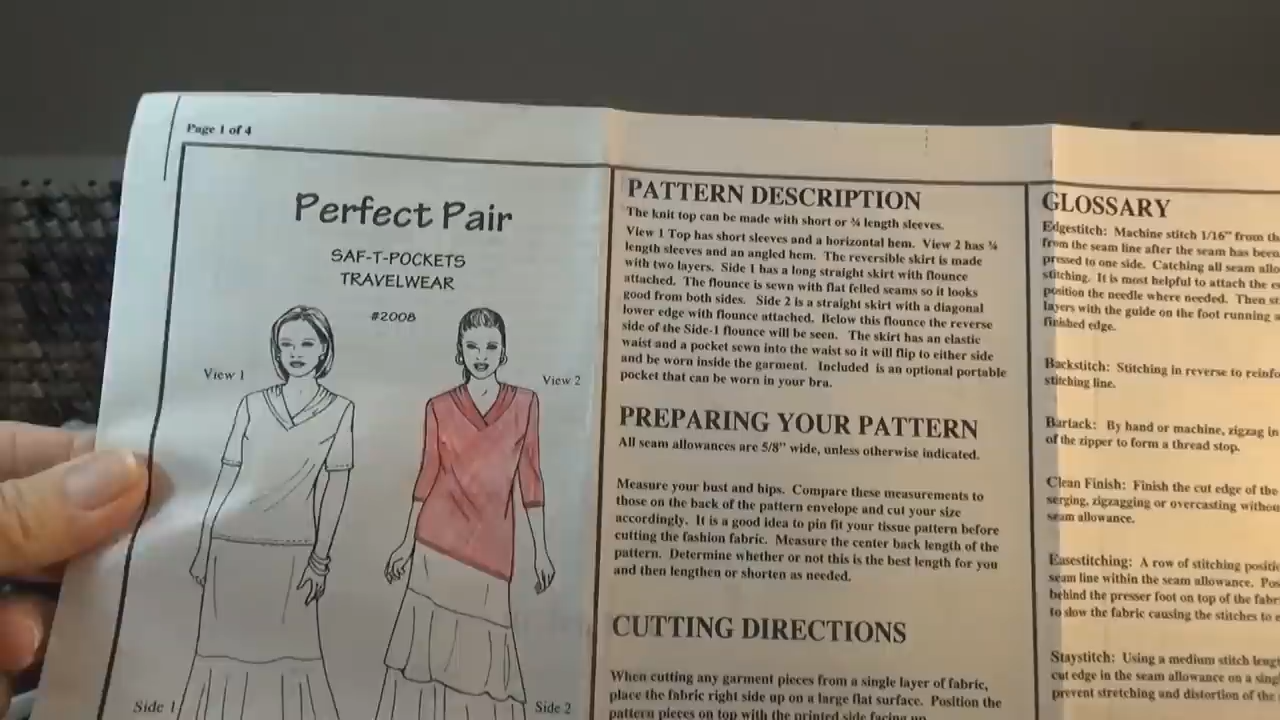 Page 1 of 4
Perfect Pair
SAF-T-POCKETS
TRAVELWEAR
#2008
View 1
View 2
Side 1
Side 2
PATTERN DESCRIPTION
The knit top can be made with short or ¾ length sleeves.
View 1 Top has short sleeves and a horizontal hem. View 2 has ¾
length sleeves and an angled hem. The reversible skirt is made
with two layers. Side 1 has a long straight skirt with flounce
attached. The flounce is sewn with flat felled seams so it looks
good from both sides. Side 2 is a straight skirt with a diagonal
lower edge with flounce attached. Below this flounce the reverse
side of the Side-1 flounce will be seen. The skirt has an elastic
waist and a pocket sewn into the waist so it will flip to either side
and be worn inside the garment. Included is an optional portable
pocket that can be worn in your bra.
PREPARING YOUR PATTERN
All seam allowances are 5/8" wide, unless otherwise indicated.
Measure your bust and hips. Compare these measurements to
those on the back of the pattern envelope and cut your size
accordingly. It is a good idea to pin fit your tissue pattern before
cutting the fashion fabric. Measure the center back length of the
pattern. Determine whether or not this is the best length for you
and then lengthen or shorten as needed.
CUTTING DIRECTIONS
When cutting any garment pieces from a single layer of fabric,
place the fabric right side up on a large flat surface. Position the
pattern pieces on top with the printed side facing up
GLOSSARY
Edgestitch: Machine stitch 1/16" from th
from the seam line after the seam has been
pressed to one side. Catching all seam allo
stitching. It is most helpful to attach the e
position the needle where needed. Then s
layers with the guide on the foot running a
finished edge.
Backstitch: Stitching in reverse to reinfo
stitching line.
Bartack: By hand or machine, zigzag in
of the zipper to form a thread stop.
Clean Finish: Finish the cut edge of the
serging, zigzagging or overcasting withou
seam allowance.
Easestitching: A row of stitching positi
seam line within the seam allowance. Pos
behind the presser foot on top of the fabr
to slow the fabric causing the stitches to e
Staystitch: Using a medium stitch lengt
cut edge in the seam allowance on a sing
prevent stretching and distortion of the